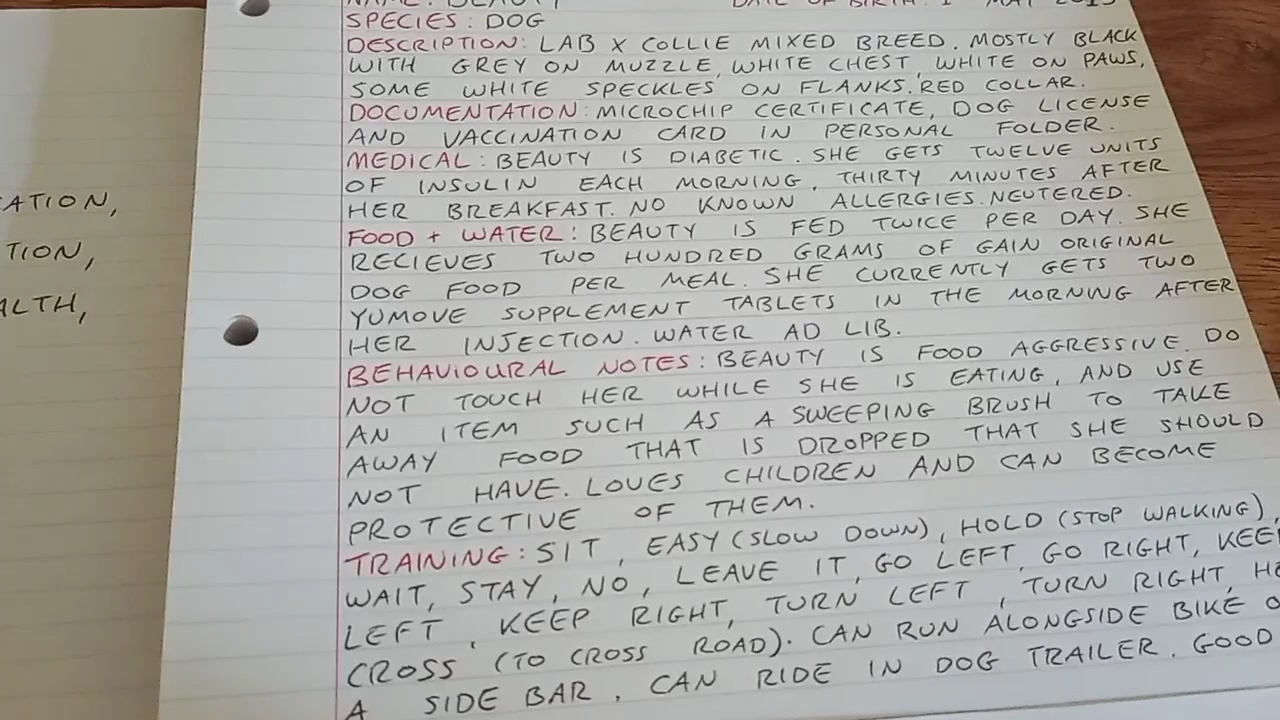 SPECIES: DOG
DESCRIPTION: LAB X COLLIE MIXED BREED. MOSTLY BLACK
WITH GREY ON MUZZLE, WHITE CHEST, WHITE ON PAWS,
SOME WHITE SPECKLES ON FLANKS. RED COLLAR.
DOCUMENTATION: MICROCHIP CERTIFICATE, DOG LICENSE
AND VACCINATION CARD IN PERSONAL FOLDER.
MEDICAL: BEAUTY IS DIABETIC. SHE GETS TWELVE UNITS
OF INSULIN EACH MORNING, THIRTY MINUTES AFTER
HER BREAKFAST. NO KNOWN ALLERGIES. NEUTERED.
FOOD + WATER: BEAUTY IS FED TWICE PER DAY. SHE
RECIEVES TWO HUNDRED GRAMS OF GAIN ORIGINAL
DOG FOOD PER MEAL. SHE CURRENTLY GETS TWO
YUMOVE SUPPLEMENT TABLETS IN THE MORNING AFTER
HER INJECTION. WATER AD LIB.
BEHAVIOURAL NOTES: BEAUTY IS FOOD AGGRESSIVE. DO
NOT TOUCH HER WHILE SHE IS EATING, AND USE
AN ITEM SUCH AS A SWEEPING BRUSH TO TAKE
AWAY FOOD THAT IS DROPPED THAT SHE SHOULD
NOT HAVE. LOVES CHILDREN AND CAN BECOME
PROTECTIVE OF THEM.
TRAINING: SIT, EASY (SLOW DOWN), HOLD (STOP WALKING),
WAIT, STAY, NO, LEAVE IT, GO LEFT, GO RIGHT, KEEP
LEFT, KEEP RIGHT, TURN LEFT, TURN RIGHT,
CROSS (TO CROSS ROAD). CAN RUN ALONGSIDE BIKE
A SIDE BAR. CAN RIDE IN DOG TRAILER. GOOD